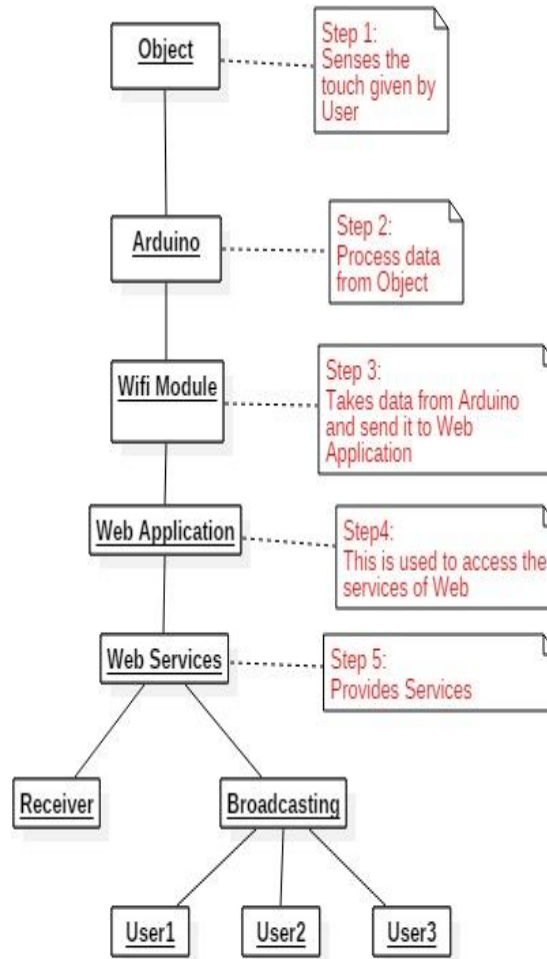 Object
Step 1:
Senses the
touch given by
User
Arduino
Step 2:
Process data
from Object
Wifi Module
Step 3:
Takes data from Arduino
and send it to Web
Application
Web Application
Step4:
This is used to access the
services of Web
Web Services
Step 5:
Provides Services
Receiver
Broadcasting
User1
User2
User3